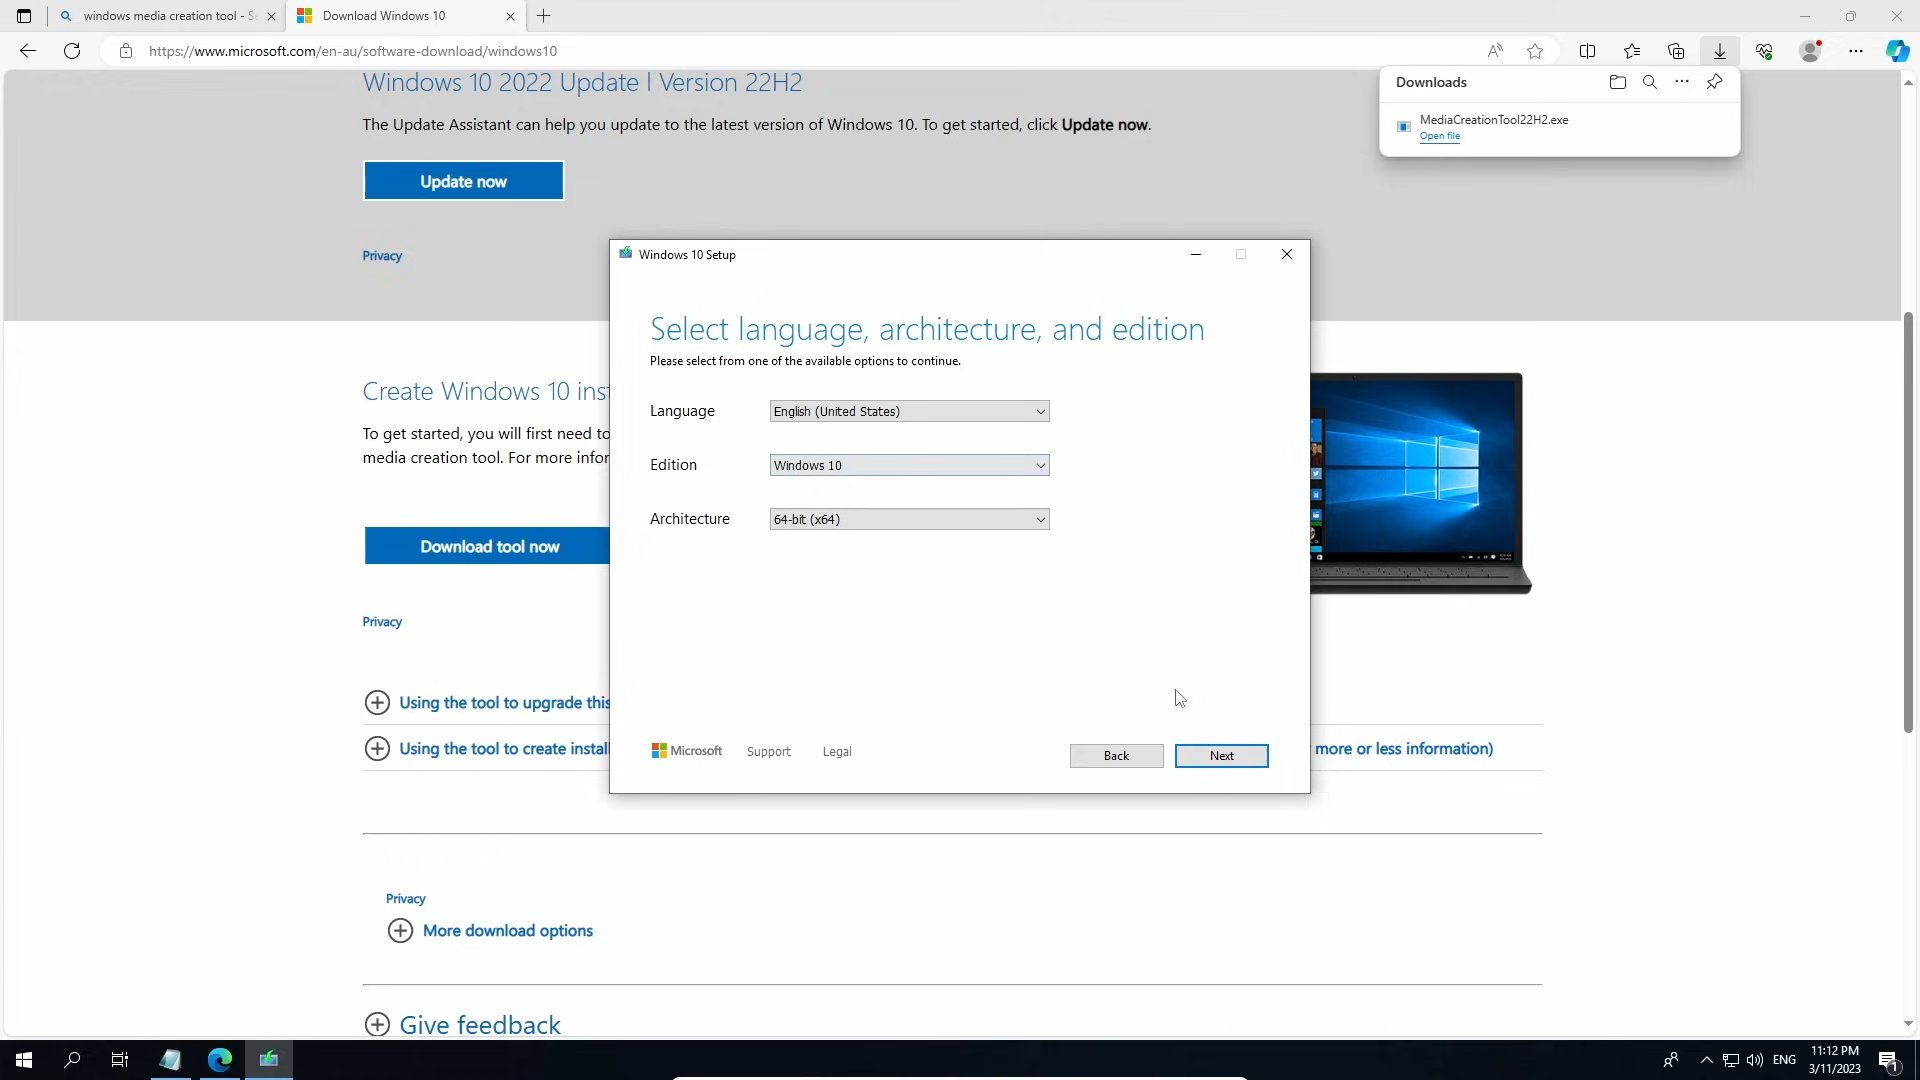 windows media creation tool - Se
Download Windows 10
https://www.microsoft.com/en-au/software-download/windows10
Windows 10 2022 Update | Version 22H2
The Update Assistant can help you update to the latest version of Windows 10. To get started, click Update now.
Update now
Privacy
Downloads
MediaCreationTool22H2.exe
Open file
Windows 10 Setup
Select language, architecture, and edition
Please select from one of the available options to continue.
Language
English (United States)
Edition
Windows 10
Architecture
64-bit (x64)
Microsoft
Support
Legal
Back
Next
Create Windows 10 inst
To get started, you will first need to
media creation tool. For more infor
Download tool now
Privacy
Using the tool to upgrade this
Using the tool to create install
more or less information)
Privacy
More download options
Give feedback
ENG
11:12 PM
3/11/2023
1